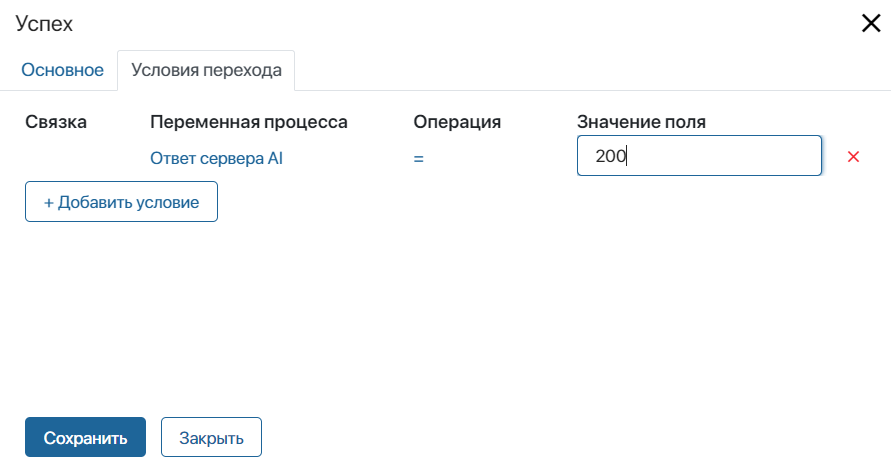 Успех
Основное Условия перехода
Связка Переменная процесса Операция Значение поля
Ответ сервера AI = 200
+ Добавить условие
Сохранить Закрыть